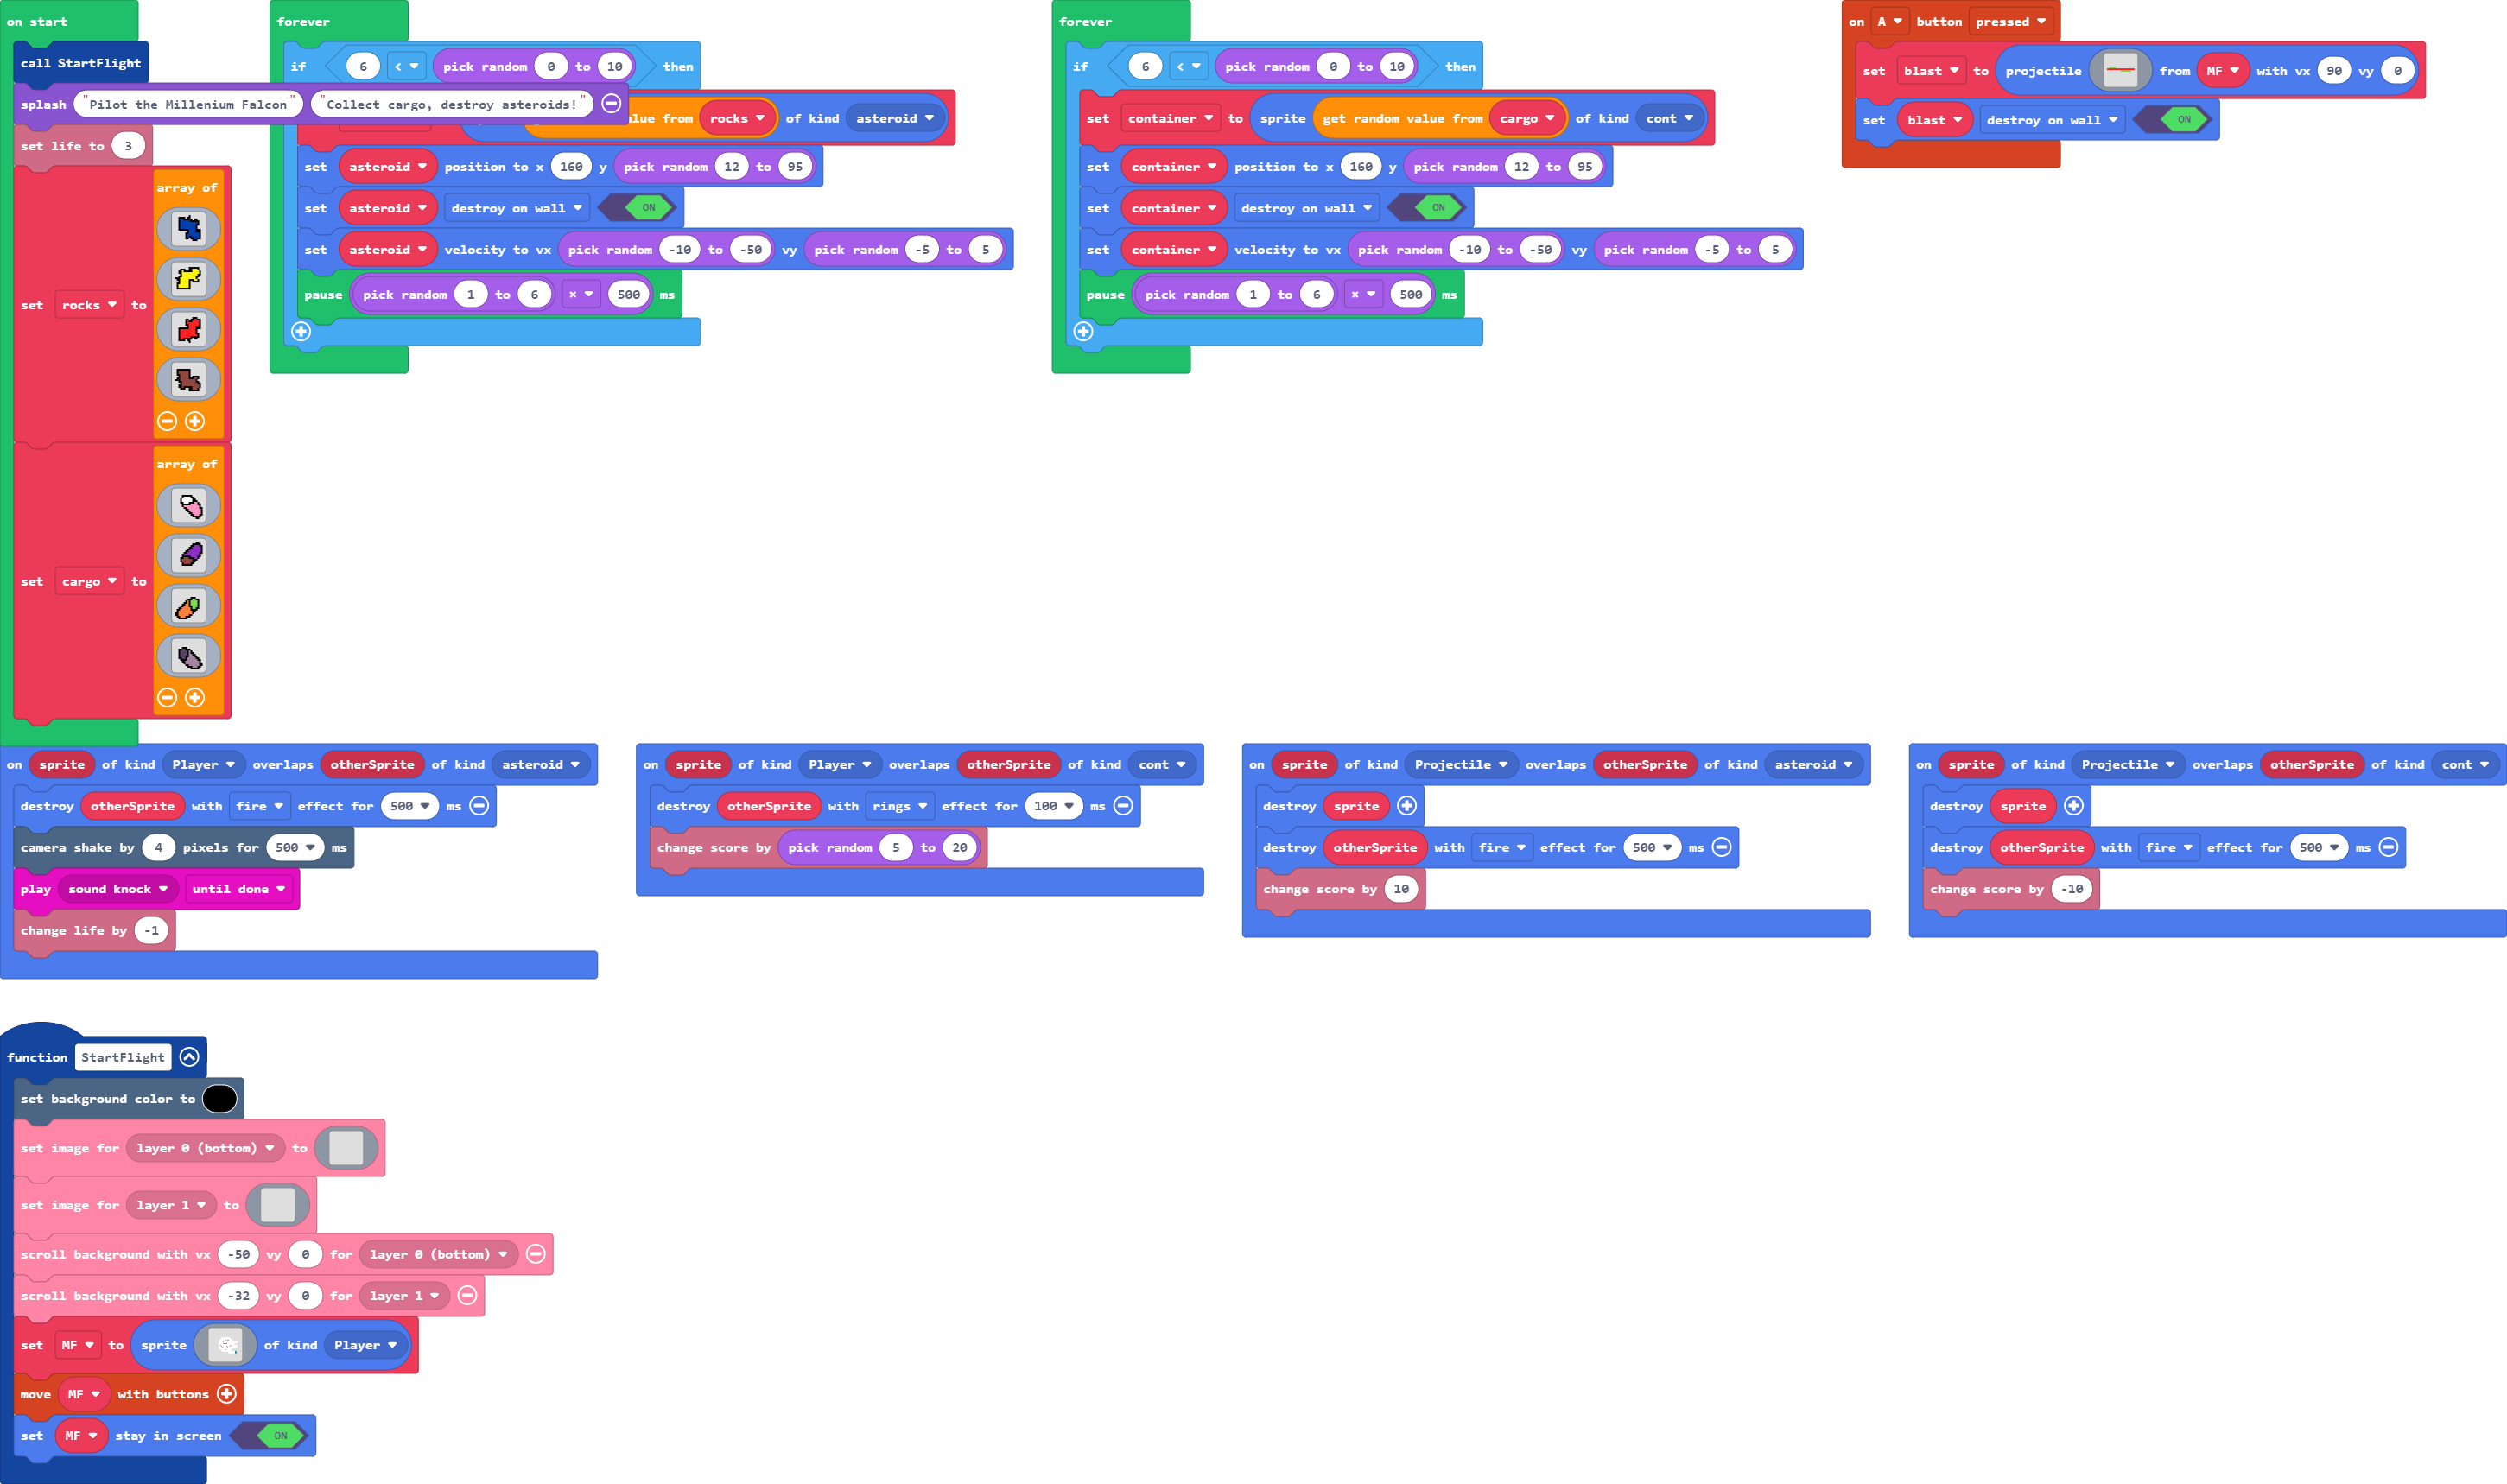 on start
call StartFlight
splash "Pilot the Millenium Falcon" "Collect cargo, destroy asteroids!"
set life to 3
set rocks to
array of
set cargo to
array of
forever
if 6 < pick random 0 to 10 then
lue from rocks of kind asteroid
set asteroid position to x 160 y pick random 12 to 95
set asteroid destroy on wall ON
set asteroid velocity to vx pick random -10 to -50 vy pick random -5 to 5
pause pick random 1 to 6 × 500 ms
forever
if 6 < pick random 0 to 10 then
set container to sprite get random value from cargo of kind cont
set container position to x 160 y pick random 12 to 95
set container destroy on wall ON
set container velocity to vx pick random -10 to -50 vy pick random -5 to 5
pause pick random 1 to 6 × 500 ms
on A button pressed
set blast to projectile from MF with vx 90 vy 0
set blast destroy on wall ON
on sprite of kind Player overlaps otherSprite of kind asteroid
destroy otherSprite with fire effect for 500 ms
camera shake by 4 pixels for 500 ms
play sound knock until done
change life by -1
on sprite of kind Player overlaps otherSprite of kind cont
destroy otherSprite with rings effect for 100 ms
change score by pick random 5 to 20
on sprite of kind Projectile overlaps otherSprite of kind asteroid
destroy sprite
destroy otherSprite with fire effect for 500 ms
change score by 10
on sprite of kind Projectile overlaps otherSprite of kind cont
destroy sprite
destroy otherSprite with fire effect for 500 ms
change score by -10
function StartFlight
set background color to
set image for layer 0 (bottom) to
set image for layer 1 to
scroll background with vx -50 vy 0 for layer 0 (bottom)
scroll background with vx -32 vy 0 for layer 1
set MF to sprite of kind Player
move MF with buttons
set MF stay in screen ON